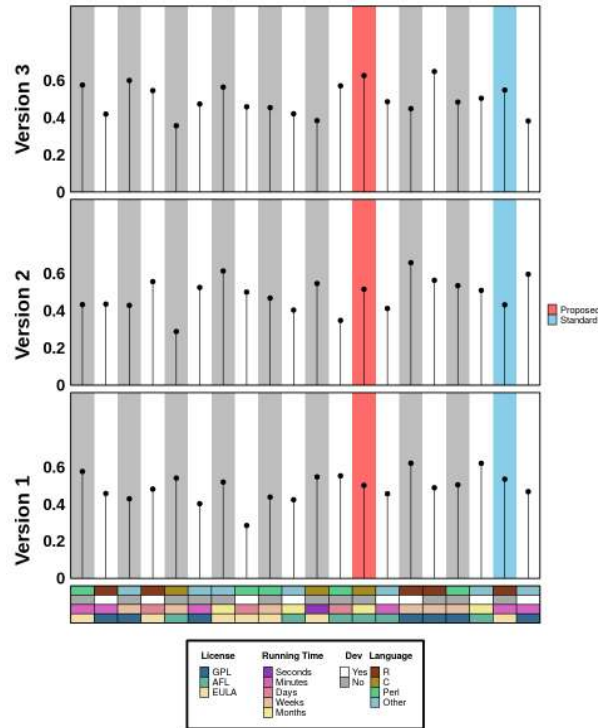 Version 3
0.6
0.4
0.2
0
Version 2
0.6
0.4
0.2
0
Proposed
Standard
Version 1
0.6
0.4
0.2
0
License
GPL
AFL
EULA
Running Time
Seconds
Minutes
Days
Weeks
Months
Dev
Yes
No
Language
R
C
Perl
Other